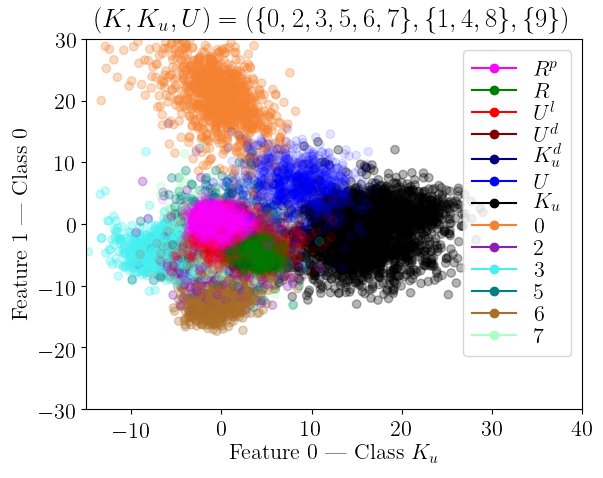 (K, K_u, U) = ({0, 2, 3, 5, 6, 7}, {1, 4, 8}, {9})
30
20
10
0
−10
−20
−30
Feature 1 — Class 0
R^p
R
U^l
U^d
K_u^d
U
K_u
0
2
3
5
6
7
−10
0
10
20
30
40
Feature 0 — Class K_u